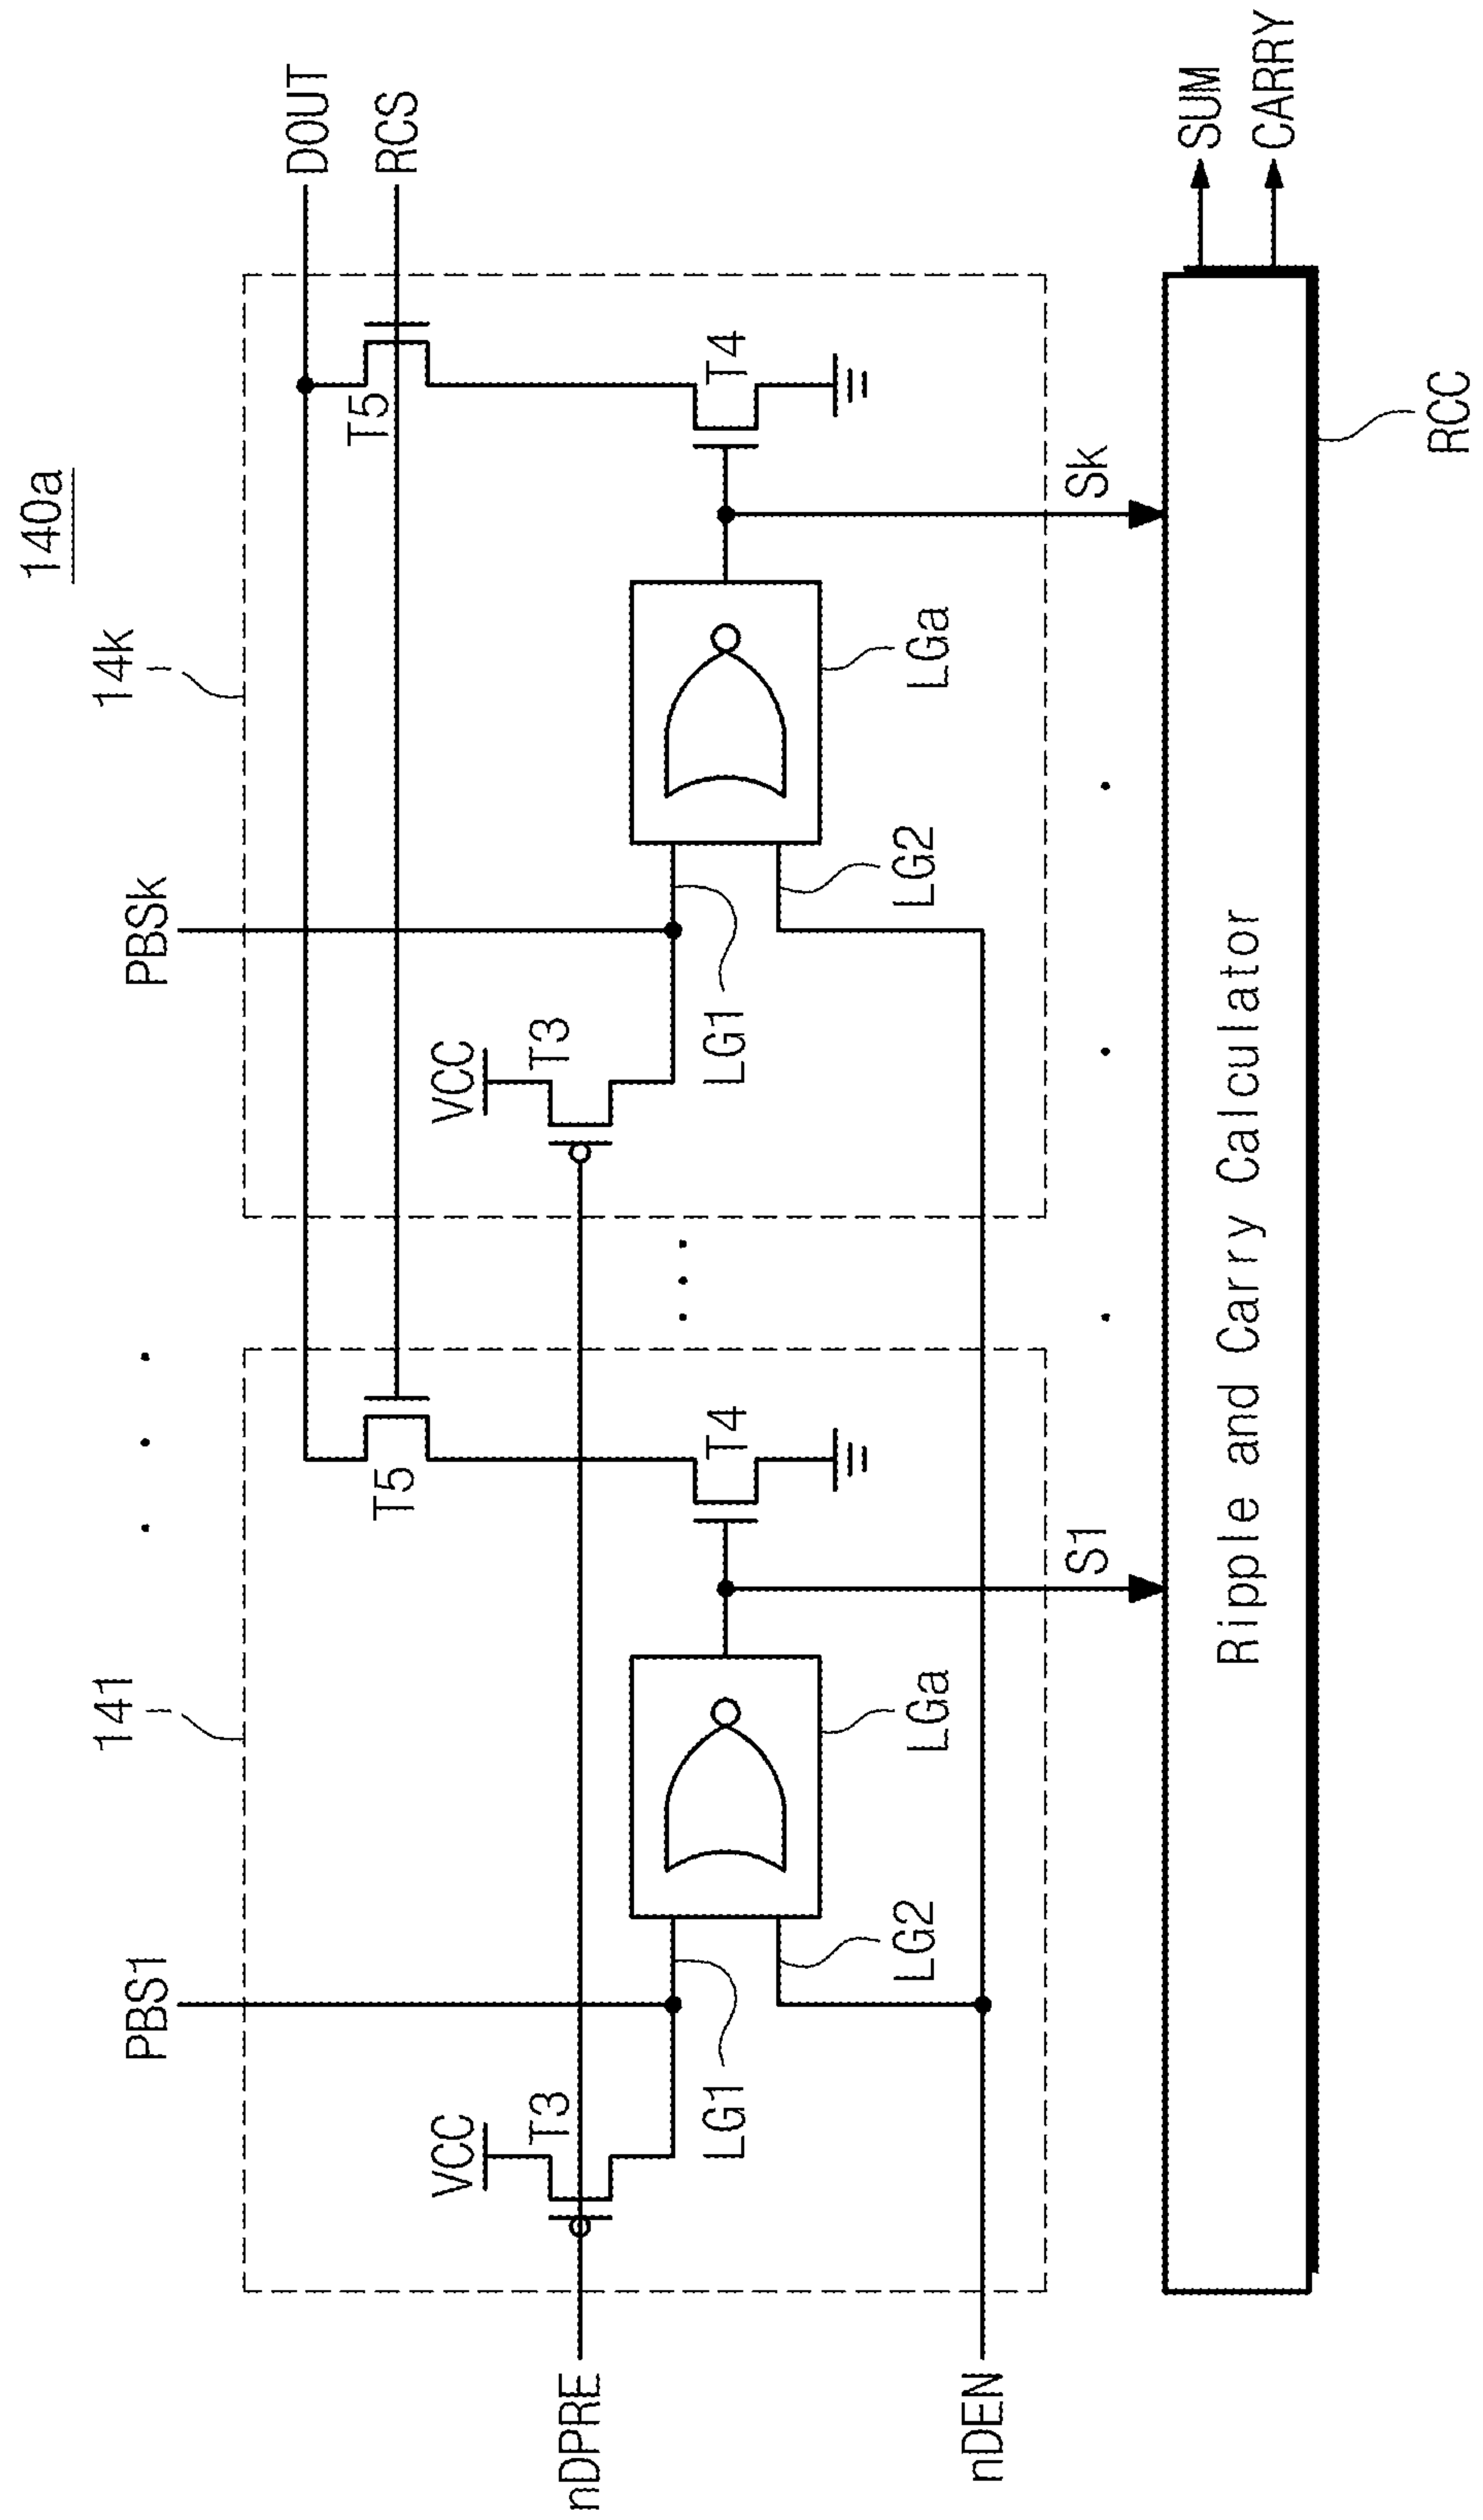 140a
141
14k
PBS1
PBSk
DOUT
RCS
T5
T5
VCC
T3
VCC
T3
nDPRE
LG1
LGa
T4
LG1
LGa
T4
LG2
LG2
nDEN
S1
Sk
Ripple and Carry Calculator
SUM
CARRY
RCC